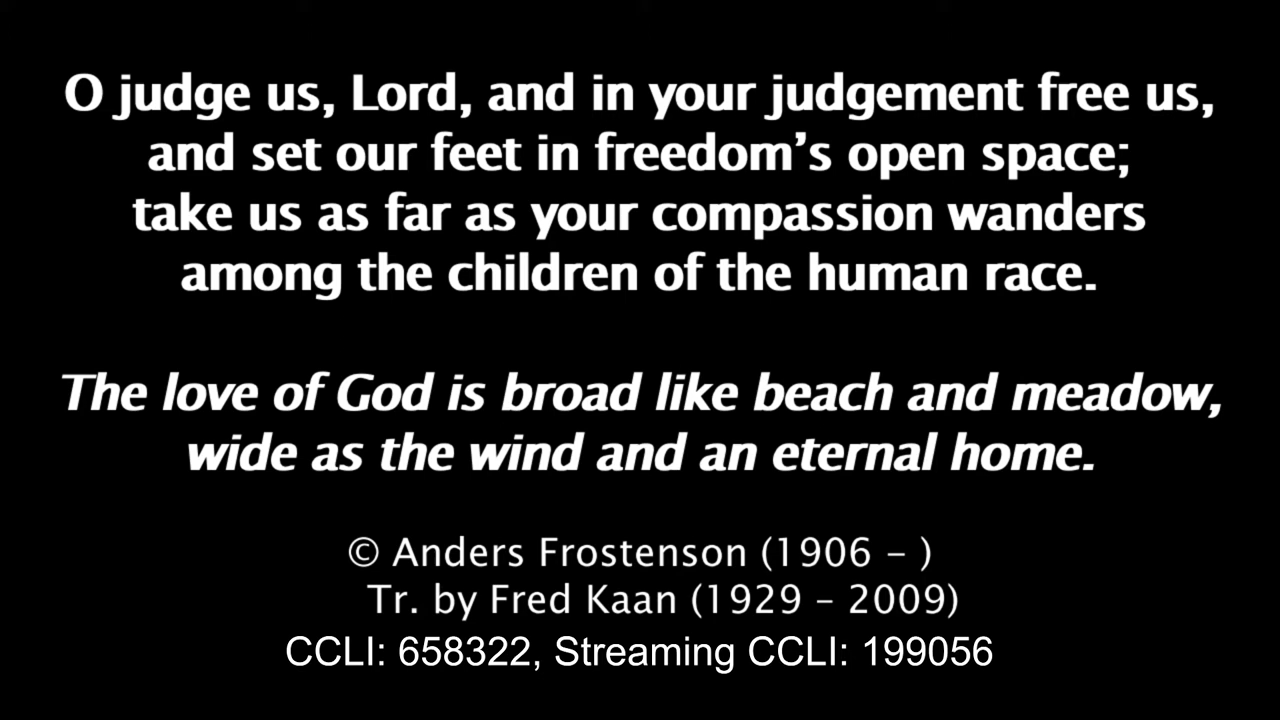 O judge us, Lord, and in your judgement free us,
and set our feet in freedom’s open space;
take us as far as your compassion wanders
among the children of the human race.
The love of God is broad like beach and meadow,
wide as the wind and an eternal home.
© Anders Frostenson (1906 – )
Tr. by Fred Kaan (1929 – 2009)
CCLI: 658322, Streaming CCLI: 199056